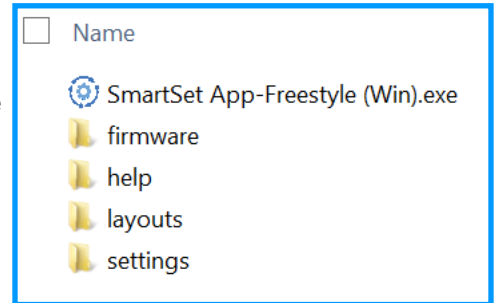 Name
SmartSet App-Freestyle (Win).exe
firmware
help
layouts
settings